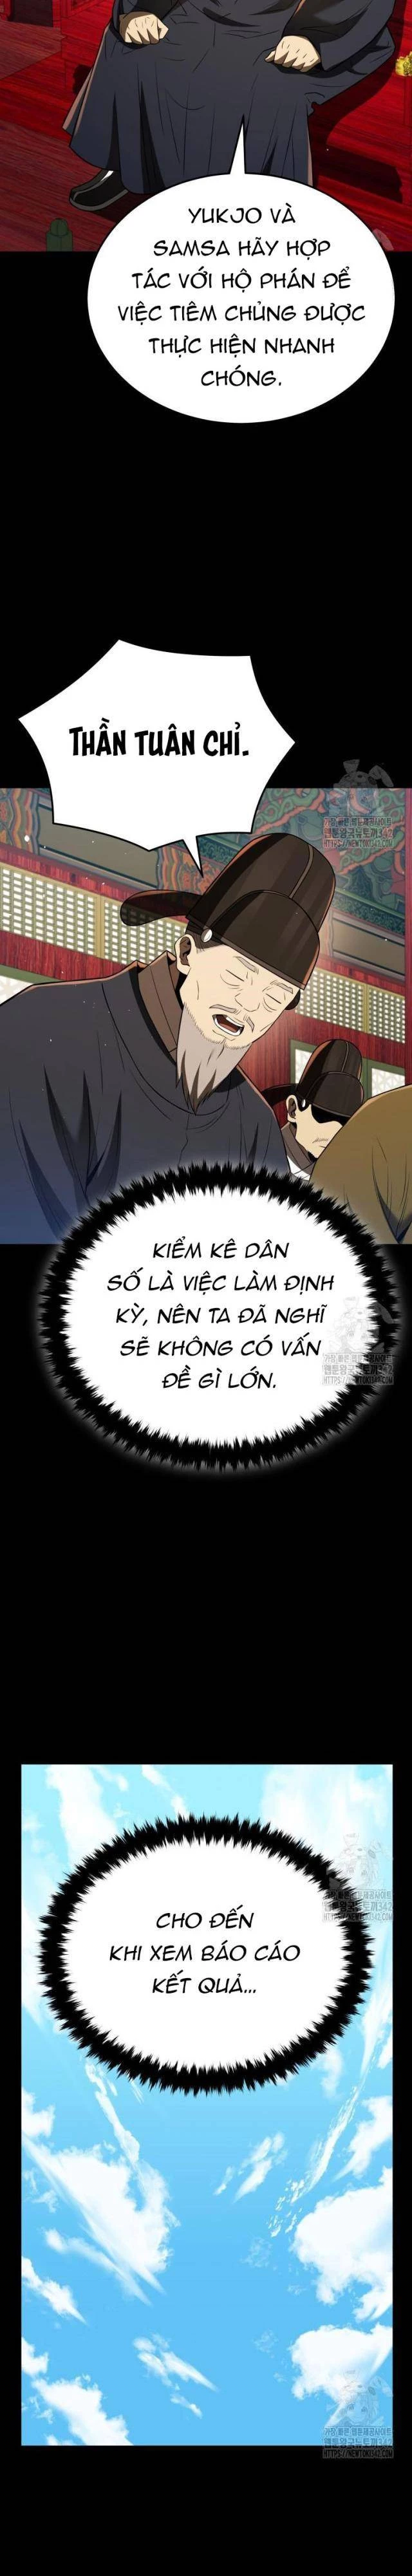 YUKJO VÀ
SAMSA HÃY HỢP
TÁC VỚI HỘ PHÁN ĐỂ
VIỆC TIÊM CHỦNG ĐƯỢC
THỰC HIỆN NHANH
CHÓNG.
THẦN TUÂN CHỈ.
KIỂM KÊ DÂN
SỐ LÀ VIỆC LÀM ĐỊNH
KỲ, NÊN TA ĐÃ NGHĨ
SẼ KHÔNG CÓ VẤN
ĐỀ GÌ LỚN.
CHO ĐẾN
KHI XEM BÁO CÁO
KẾT QUẢ...